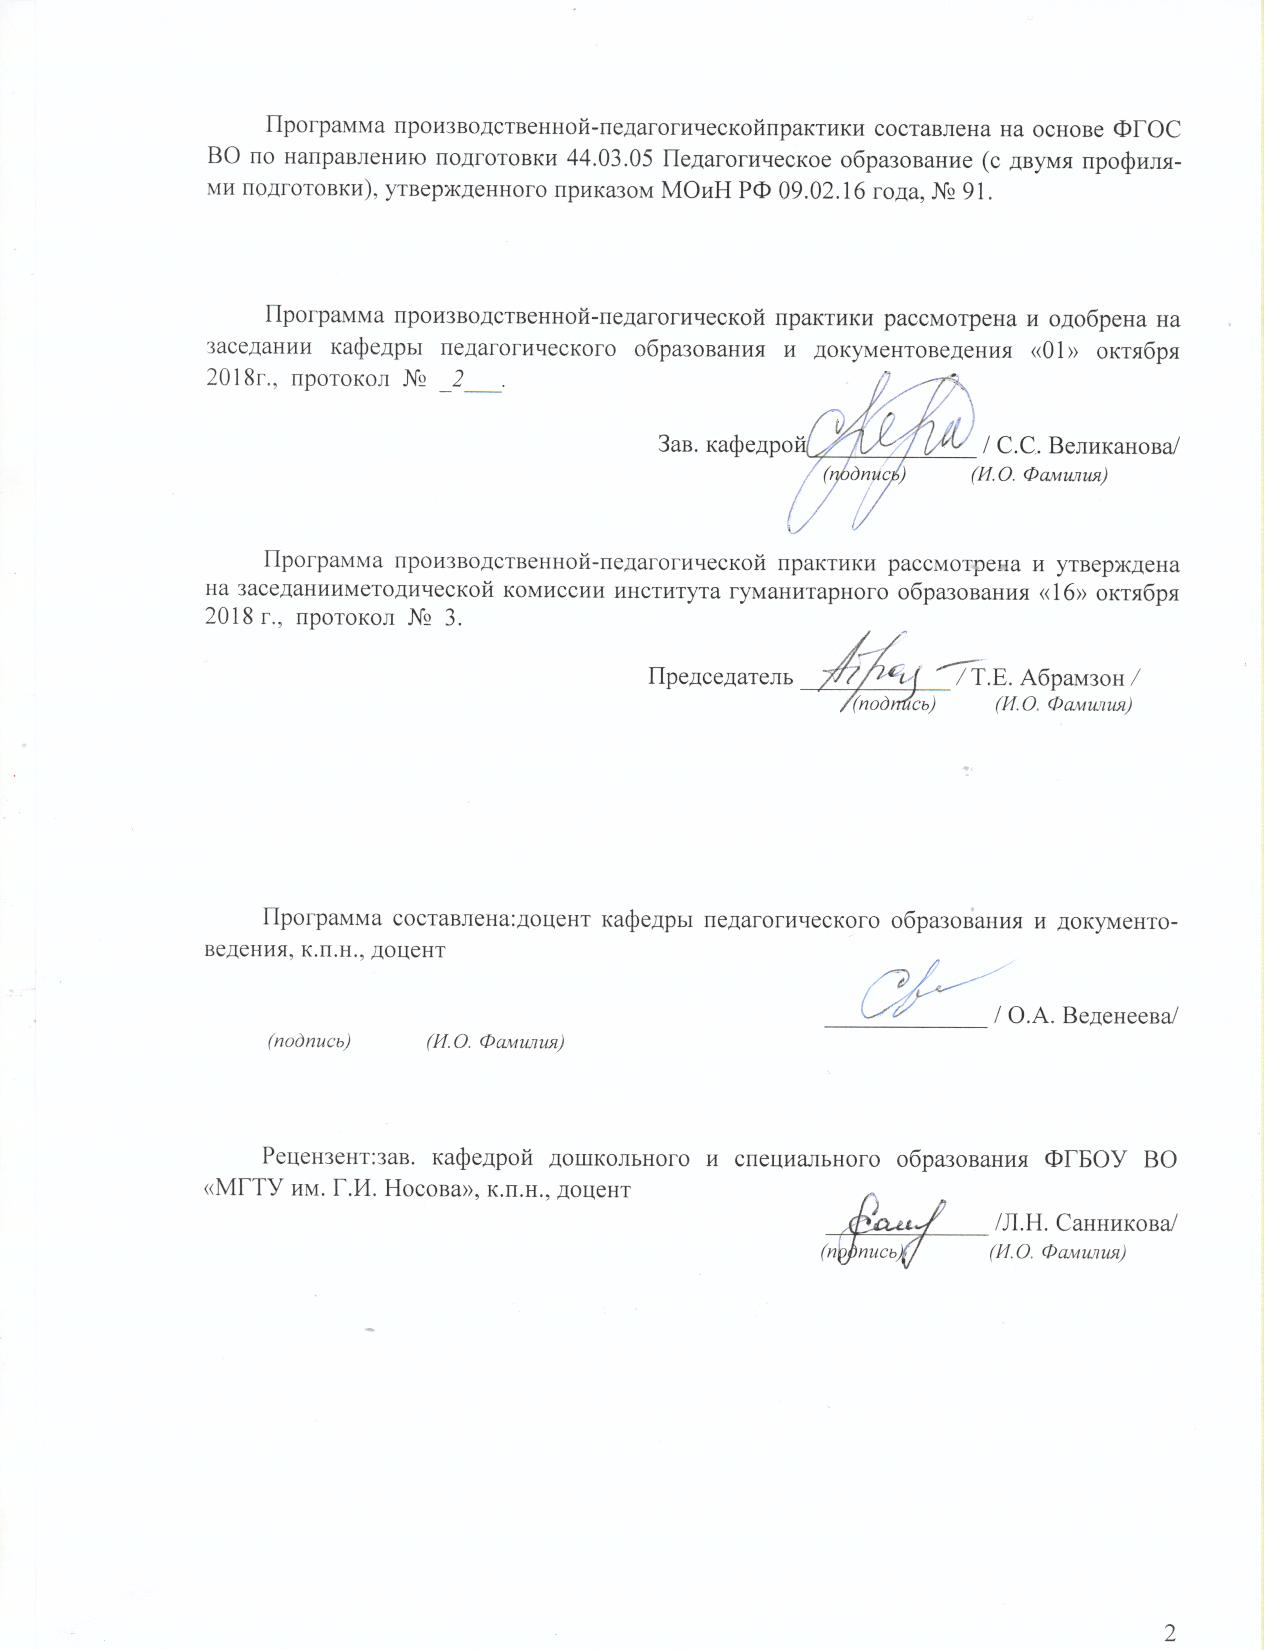 Программа производственной-педагогическойпрактики составлена на основе ФГОС
ВО по направлению подготовки 44.03.05 Педагогическое образование (с двумя профиля-
ми подготовки), утвержденного приказом МОиН РФ 09.02.16 года, № 91.
Программа производственной-педагогической практики рассмотрена и одобрена на
заседании кафедры педагогического образования и документоведения «01» октября
2018г., протокол № _2___.
Зав. кафедрой_____________ / С.С. Великанова/
(подпись) (И.О. Фамилия)
Программа производственной-педагогической практики рассмотрена и утверждена
на заседанииметодической комиссии института гуманитарного образования «16» октября
2018 г., протокол № 3.
Председатель ____________ / Т.Е. Абрамзон /
(подпись) (И.О. Фамилия)
Программа составлена:доцент кафедры педагогического образования и документо-
ведения, к.п.н., доцент
_____________ / О.А. Веденеева/
(подпись) (И.О. Фамилия)
Рецензент:зав. кафедрой дошкольного и специального образования ФГБОУ ВО
«МГТУ им. Г.И. Носова», к.п.н., доцент
_____________ /Л.Н. Санникова/
(подпись) (И.О. Фамилия)
2